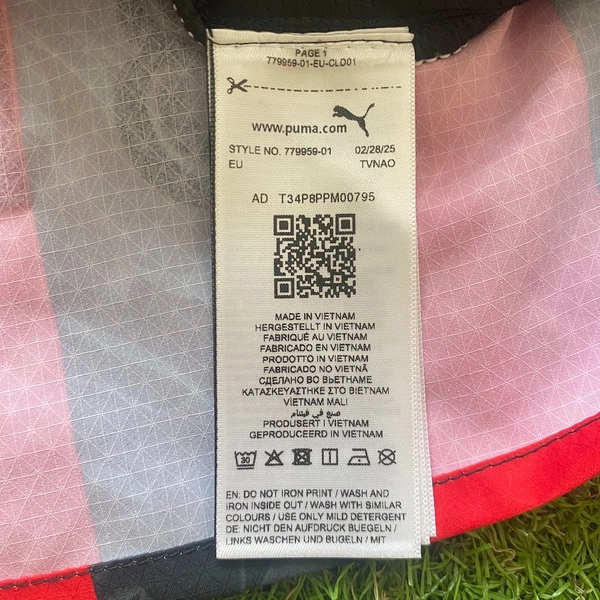 PAGE 1
779959-01-EU-CLD01
www.puma.com
STYLE NO. 779959-01 02/28/25
EU TVNAO
AD T34P8PPM00795
MADE IN VIETNAM
HERGESTELLT IN VIETNAM
FABRIQUÉ AU VIETNAM
FABRICADO EN VIETNAM
PRODOTTO IN VIETNAM
FABRICADO NO VIETNÃ
СДЕЛАНО ВО ВЬЕТНАМЕ
ΚΑΤΑΣΚΕΥΑΣΤΗΚΕ ΣΤΟ ΒΙΕΤΝΑΜ
VİETNAM MALI
صنع في فيتنام
PRODUSERT I VIETNAM
GEPRODUCEERD IN VIETNAM
30
EN: DO NOT IRON PRINT / WASH AND
IRON INSIDE OUT / WASH WITH SIMILAR
COLOURS / USE ONLY MILD DETERGENT
DE: NICHT DEN AUFDRUCK BUEGELN /
LINKS WASCHEN UND BUGELN / MIT